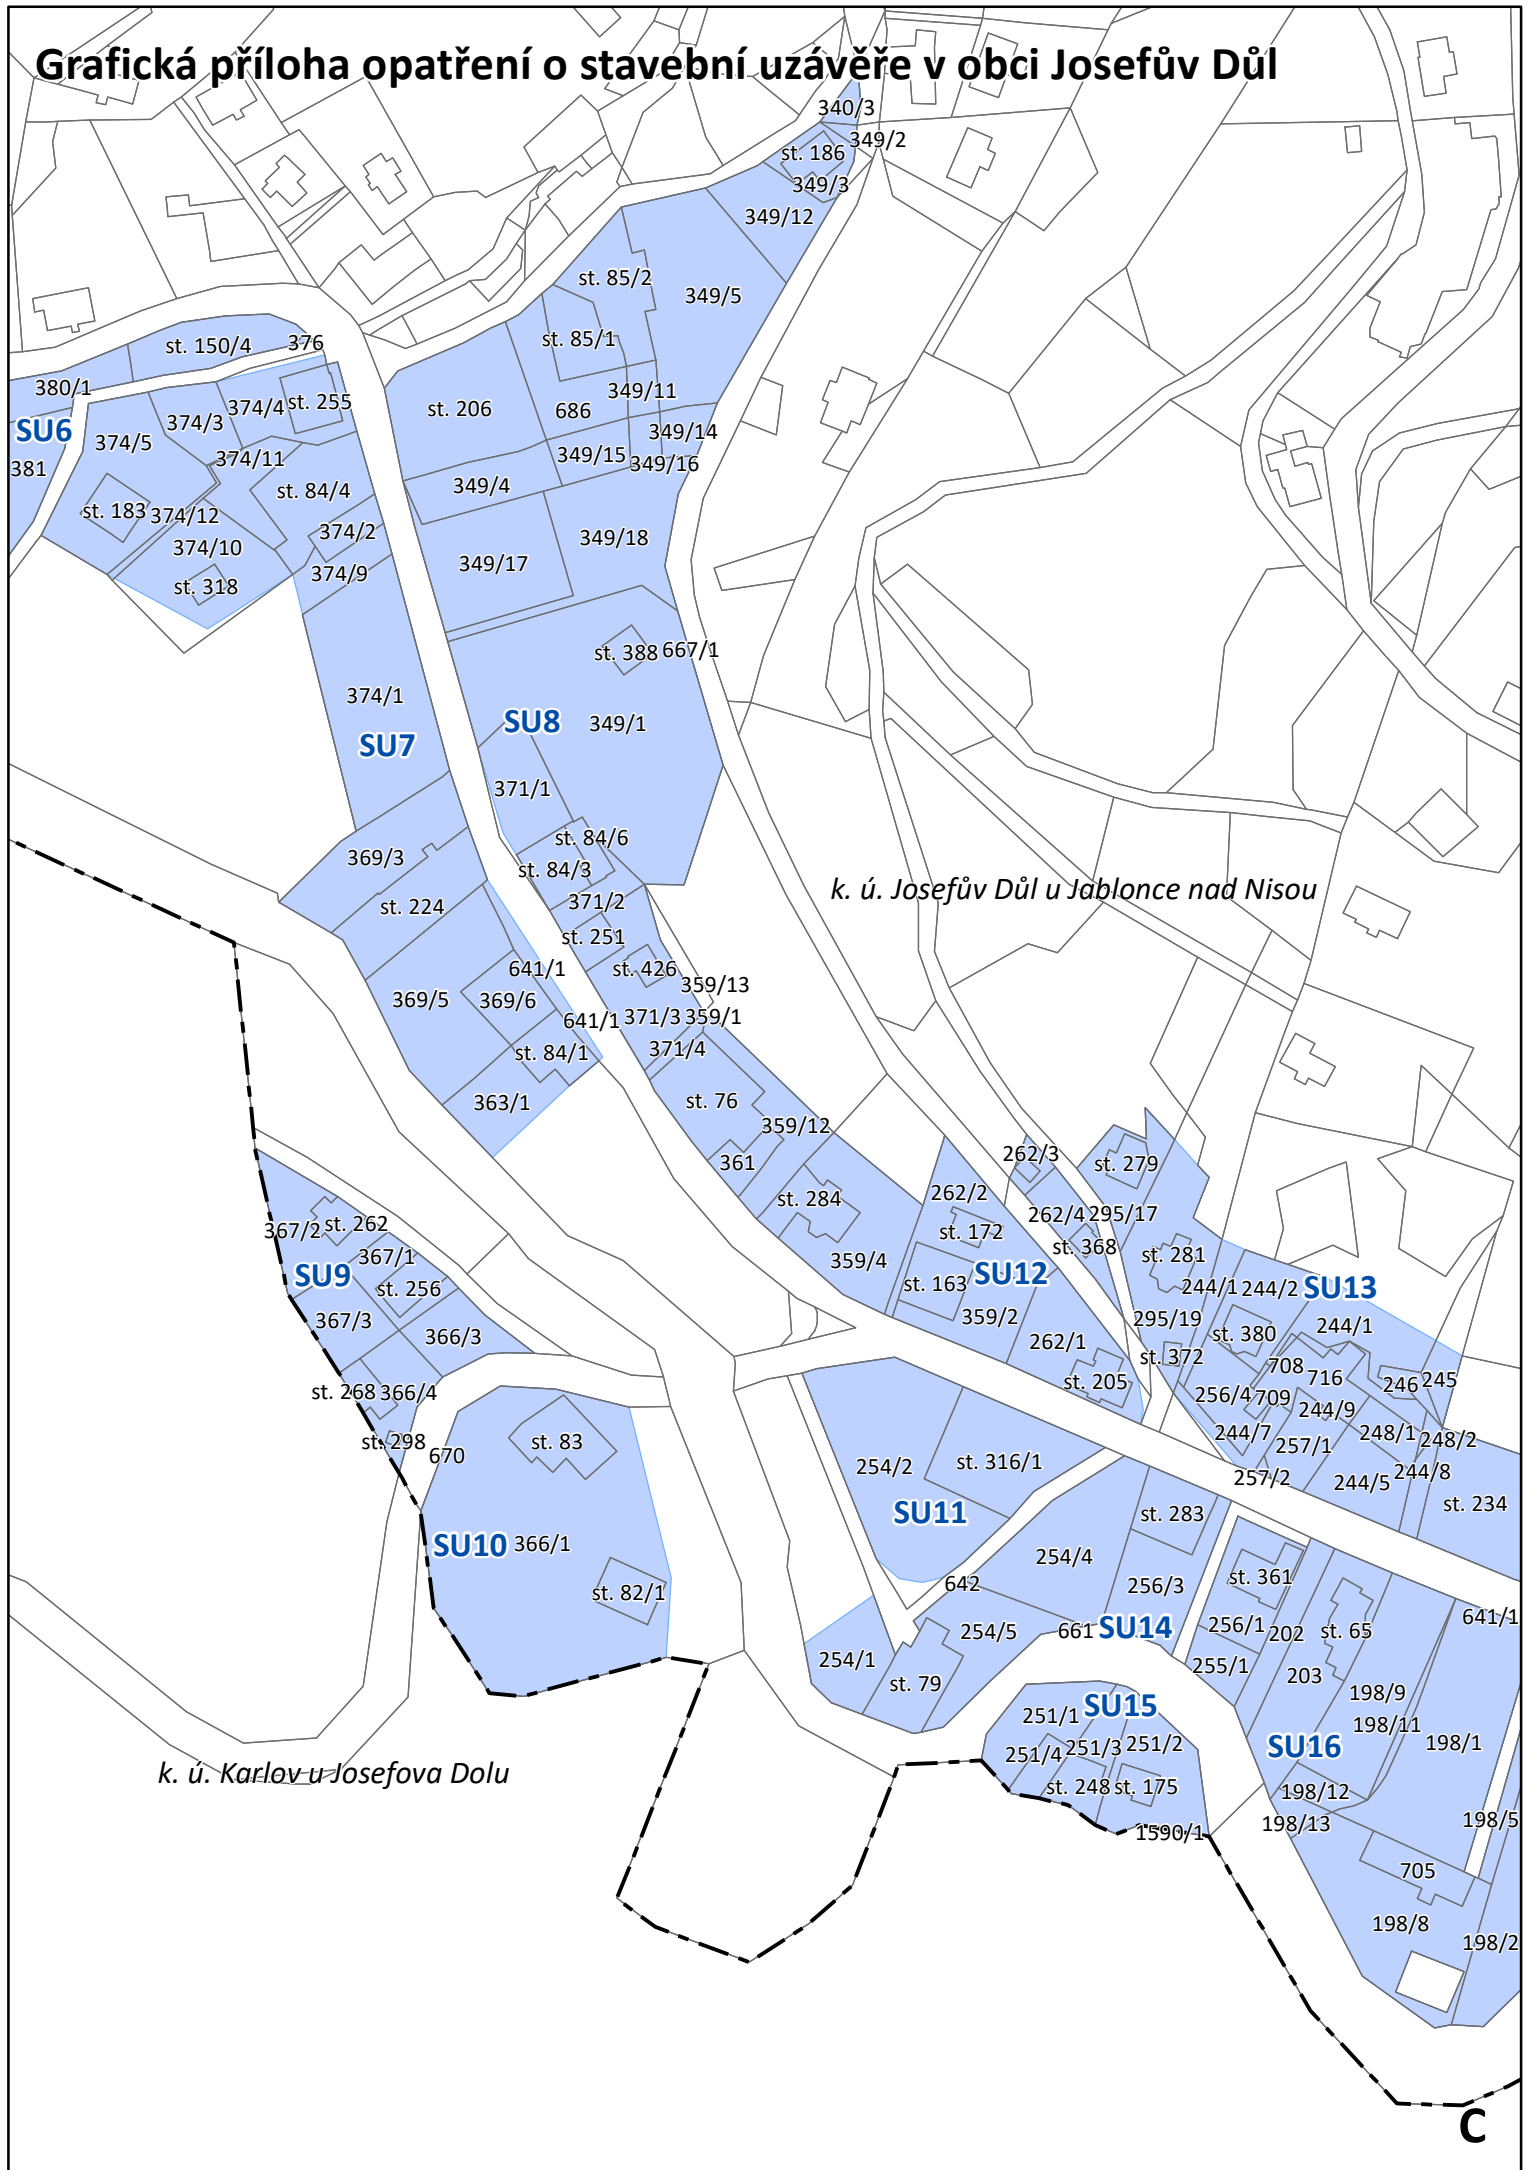 Grafická příloha opatření o stavební uzávěře v obci Josefův Důl
340/3
349/2
st. 186
349/3
349/12
st. 85/2
349/5
st. 85/1
st. 150/4
376
380/1
349/11
st. 206
686
374/4
st. 255
374/3
SU6
374/5
349/14
349/15
349/16
374/11
381
349/4
st. 84/4
st. 183
374/12
374/2
349/18
374/10
349/17
374/9
st. 318
st. 388
667/1
374/1
SU8
349/1
SU7
371/1
st. 84/6
369/3
st. 84/3
k. ú. Josefův Důl u Jablonce nad Nisou
371/2
st. 224
st. 251
641/1
st. 426
359/13
369/5
369/6
641/1
371/3
359/1
371/4
st. 84/1
363/1
st. 76
359/12
361
262/3
st. 279
262/2
st. 284
367/2
st. 262
262/4
295/17
st. 172
367/1
st. 368
st. 281
359/4
SU9
st. 256
st. 163
SU12
244/1
244/2
SU13
367/3
359/2
295/19
244/1
366/3
262/1
st. 380
st. 372
708
716
st. 268
366/4
st. 205
256/4
709
246
245
244/9
st. 298
670
st. 83
244/7
257/1
248/1
248/2
254/2
st. 316/1
257/2
244/5
244/8
SU11
st. 283
st. 234
SU10
366/1
254/4
st. 82/1
642
256/3
st. 361
641/1
254/5
661
SU14
256/1
202
st. 65
254/1
255/1
203
st. 79
198/9
251/1
SU15
198/11
251/4
251/3
251/2
SU16
198/1
k. ú. Karlov u Josefova Dolu
st. 248
st. 175
198/12
198/13
198/5
1590/1
705
198/8
198/2
C